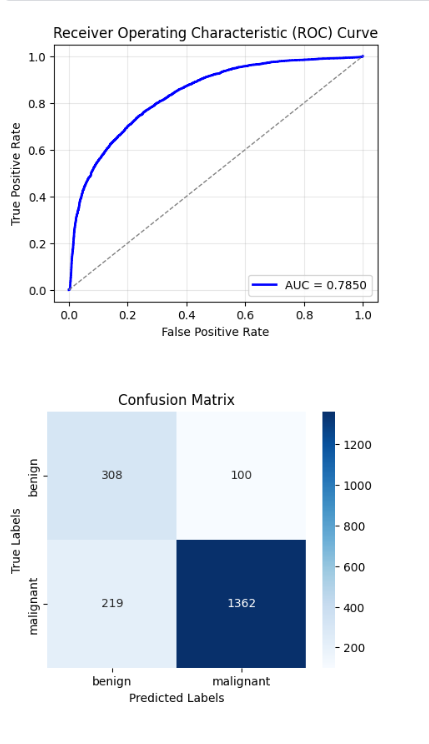 Receiver Operating Characteristic (ROC) Curve
1.0
0.8
0.6
0.4
0.2
0.0
True Positive Rate
AUC = 0.7850
0.0 0.2 0.4 0.6 0.8 1.0
False Positive Rate
Confusion Matrix
True Labels
benign
308 100
malignant
219 1362
benign malignant
Predicted Labels
1200
1000
800
600
400
200